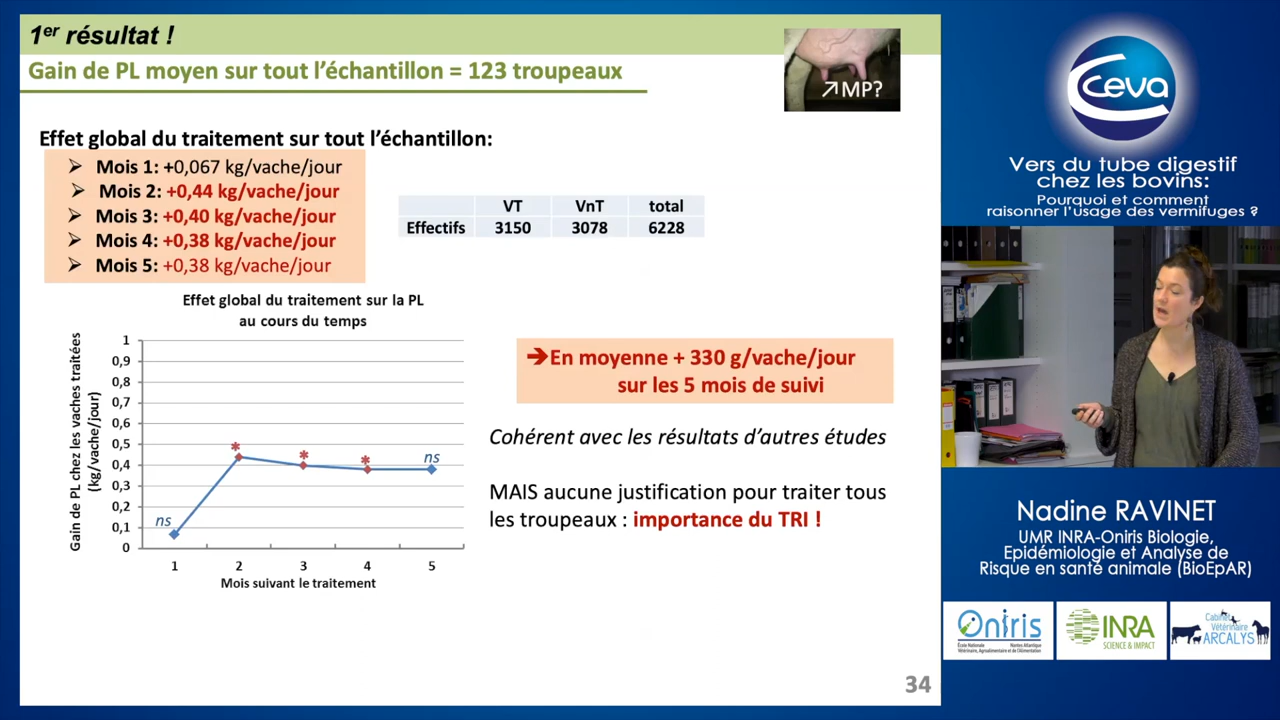 1er résultat !
Gain de PL moyen sur tout l’échantillon = 123 troupeaux
↗MP?
Effet global du traitement sur tout l’échantillon:
➢ Mois 1: +0,067 kg/vache/jour
➢ Mois 2: +0,44 kg/vache/jour
➢ Mois 3: +0,40 kg/vache/jour
➢ Mois 4: +0,38 kg/vache/jour
➢ Mois 5: +0,38 kg/vache/jour
VT VnT total
Effectifs 3150 3078 6228
Effet global du traitement sur la PL
au cours du temps
Gain de PL chez les vaches traitées
(kg/vache/jour)
1
0,9
0,8
0,7
0,6
0,5
0,4
0,3
0,2
0,1
0
ns
*
*
*
ns
1 2 3 4 5
Mois suivant le traitement
➔En moyenne + 330 g/vache/jour
sur les 5 mois de suivi
Cohérent avec les résultats d’autres études
MAIS aucune justification pour traiter tous
les troupeaux : importance du TRI !
34
Ceva
Vers du tube digestif
chez les bovins:
Pourquoi et comment
raisonner l’usage des vermifuges ?
Nadine RAVINET
UMR INRA-Oniris Biologie,
Epidémiologie et Analyse de
Risque en santé animale (BioEpAR)
Oniris
École Nationale Vétérinaire, Agroalimentaire et de l'Alimentation Nantes Atlantique
INRA
SCIENCE & IMPACT
Cabinet
Vétérinaire
ARCALYS